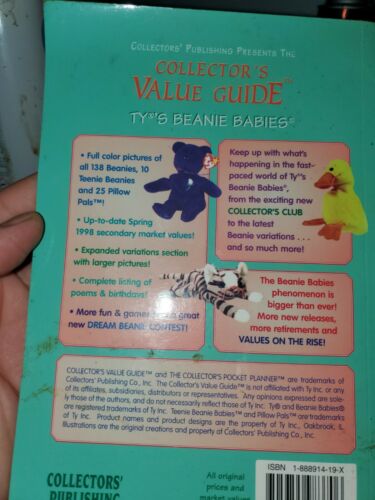 COLLECTORS' PUBLISHING PRESENTS THE
COLLECTOR'S
VALUE GUIDE™
TY®'S BEANIE BABIES®
• Full color pictures of
all 138 Beanies, 10
Teenie Beanies and
and 25 Pillow
Pals™!
• Up-to-date Spring
1998 secondary market values!
• Expanded variations section
with larger pictures!
• Complete listing of
poems & birthdays!
• More fun & games a great
new DREAM BEANIE CONTEST!
Keep up with what's
happening in the fast-
paced world of Ty®'s
Beanie Babies®,
from the exciting new
COLLECTOR'S CLUB
to the latest
Beanie variations . . .
and so much more!
The Beanie Babies
phenomenon is
bigger than ever!
More new releases,
more retirements and
VALUES ON THE RISE!
COLLECTOR'S VALUE GUIDE™ and THE COLLECTOR'S POCKET PLANNER™ are trademarks of
Collectors' Publishing Co., Inc. The Collector's Value Guide™ is not affiliated with Ty Inc. or any
of its affiliates, subsidiaries, distributors or representatives. Any opinions expressed are sole-
ly those of the authors, and do not necessarily reflect those of Ty Inc. Ty® and Beanie Babies®
are registered trademarks of Ty Inc. Teenie Beanie Babies™ and Pillow Pals™ are trademarks
of Ty Inc. Product names and product designs are the property of Ty Inc., Oakbrook, IL.
Illustrations are the original creations and property of Collectors' Publishing Co., Inc.
COLLECTORS'
PUBLISHING
All original
prices and
market values
ISBN 1-888914-19-X